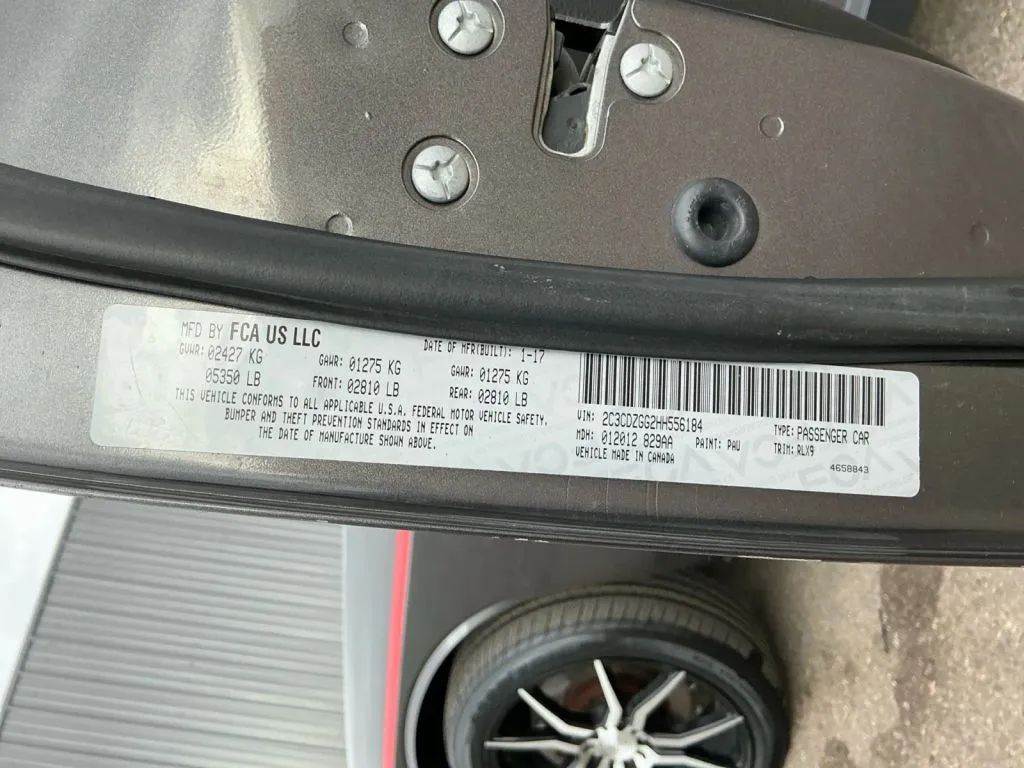 MFD BY FCA US LLC
DATE OF MFR(BUILT): 1-17
GVWR: 02427 KG
GAWR: 01275 KG
GAWR: 01275 KG
05350 LB
FRONT: 02810 LB
REAR: 02810 LB
THIS VEHICLE CONFORMS TO ALL APPLICABLE U.S.A. FEDERAL MOTOR VEHICLE SAFETY,
BUMPER AND THEFT PREVENTION STANDARDS IN EFFECT ON
THE DATE OF MANUFACTURE SHOWN ABOVE.
VIN: 2C3CDZGG2HH556184
TYPE: PASSENGER CAR
MDH: 012012 829AA
PAINT: PAU
TRIM: RLX9
VEHICLE MADE IN CANADA
4658843